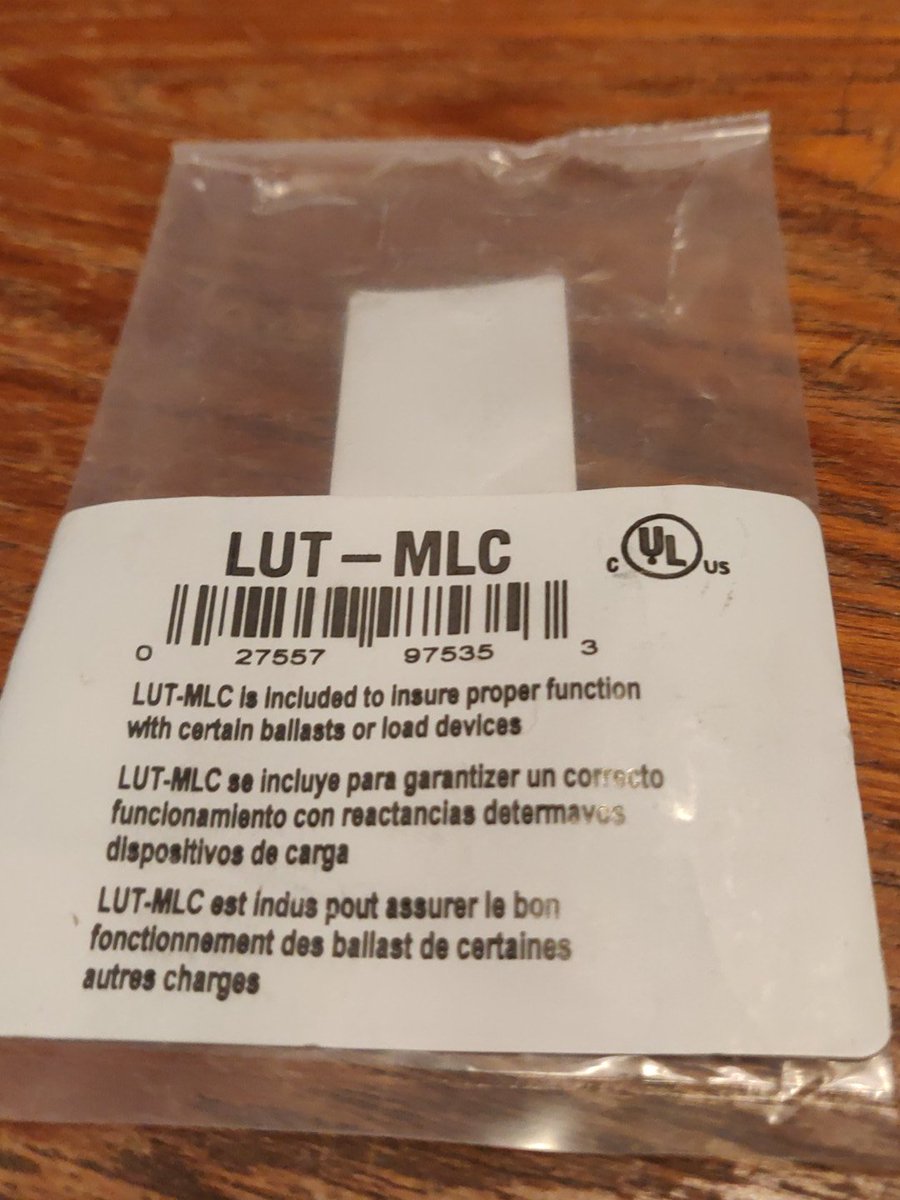 LUT-MLC
C UL US
0 27557 97535 3
LUT-MLC is included to insure proper function
with certain ballasts or load devices
LUT-MLC se incluye para garantizer un correcto
funcionamiento con reactancias determavos
dispositivos de carga
LUT-MLC est indus pout assurer le bon
fonctionnement des ballast de certaines
autres charges